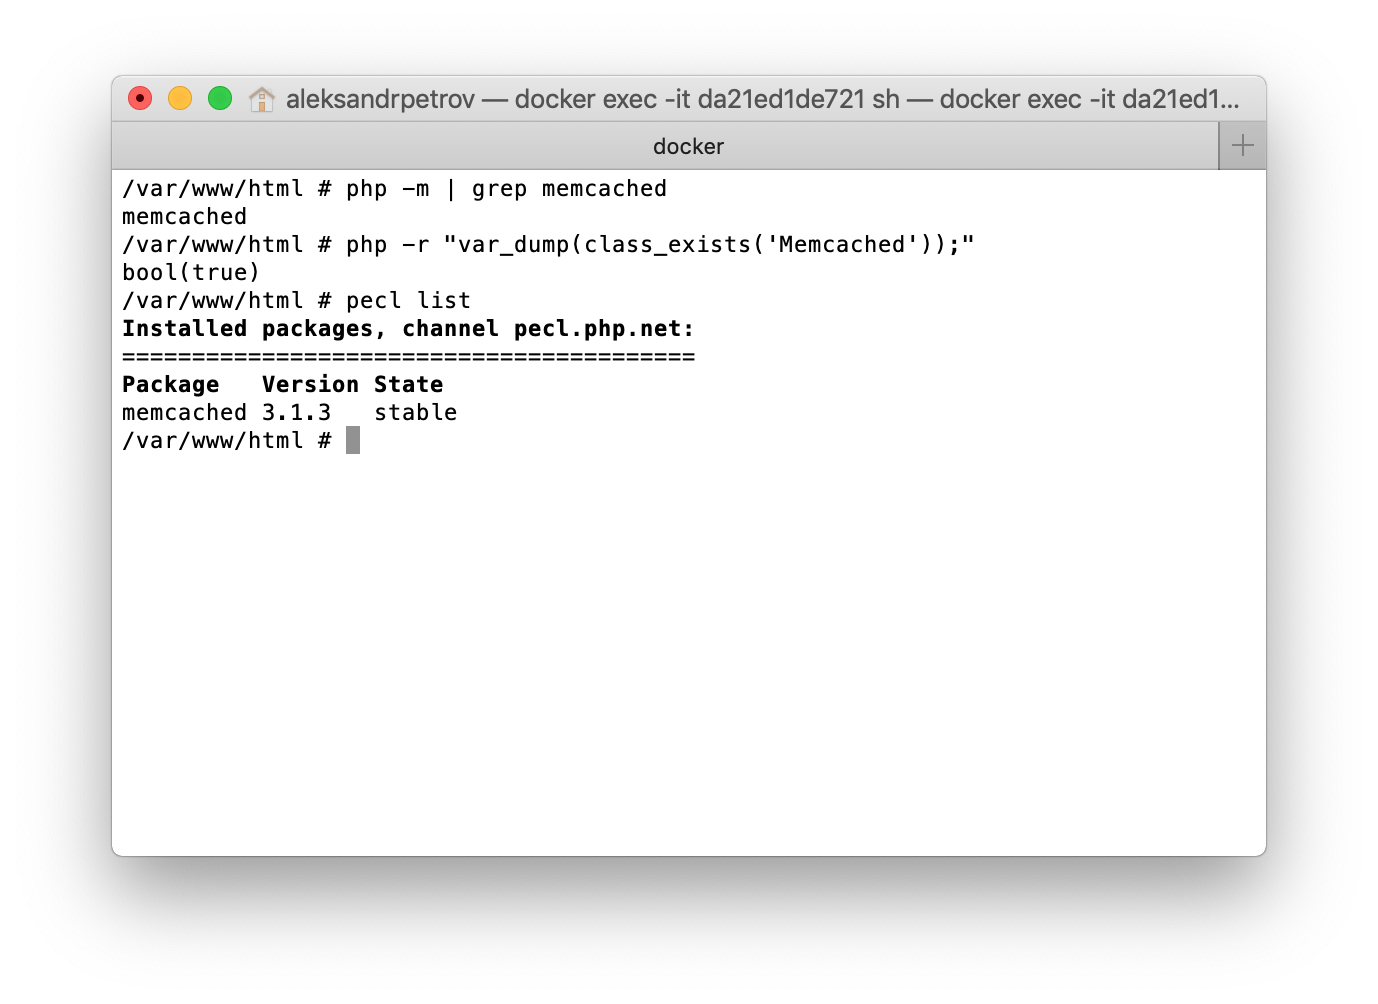 aleksandrpetrov — docker exec -it da21ed1de721 sh — docker exec -it da21ed1...
docker
/var/www/html # php -m | grep memcached
memcached
/var/www/html # php -r "var_dump(class_exists('Memcached'));"
bool(true)
/var/www/html # pecl list
Installed packages, channel pecl.php.net:
=========================================
Package   Version State
memcached 3.1.3   stable
/var/www/html #